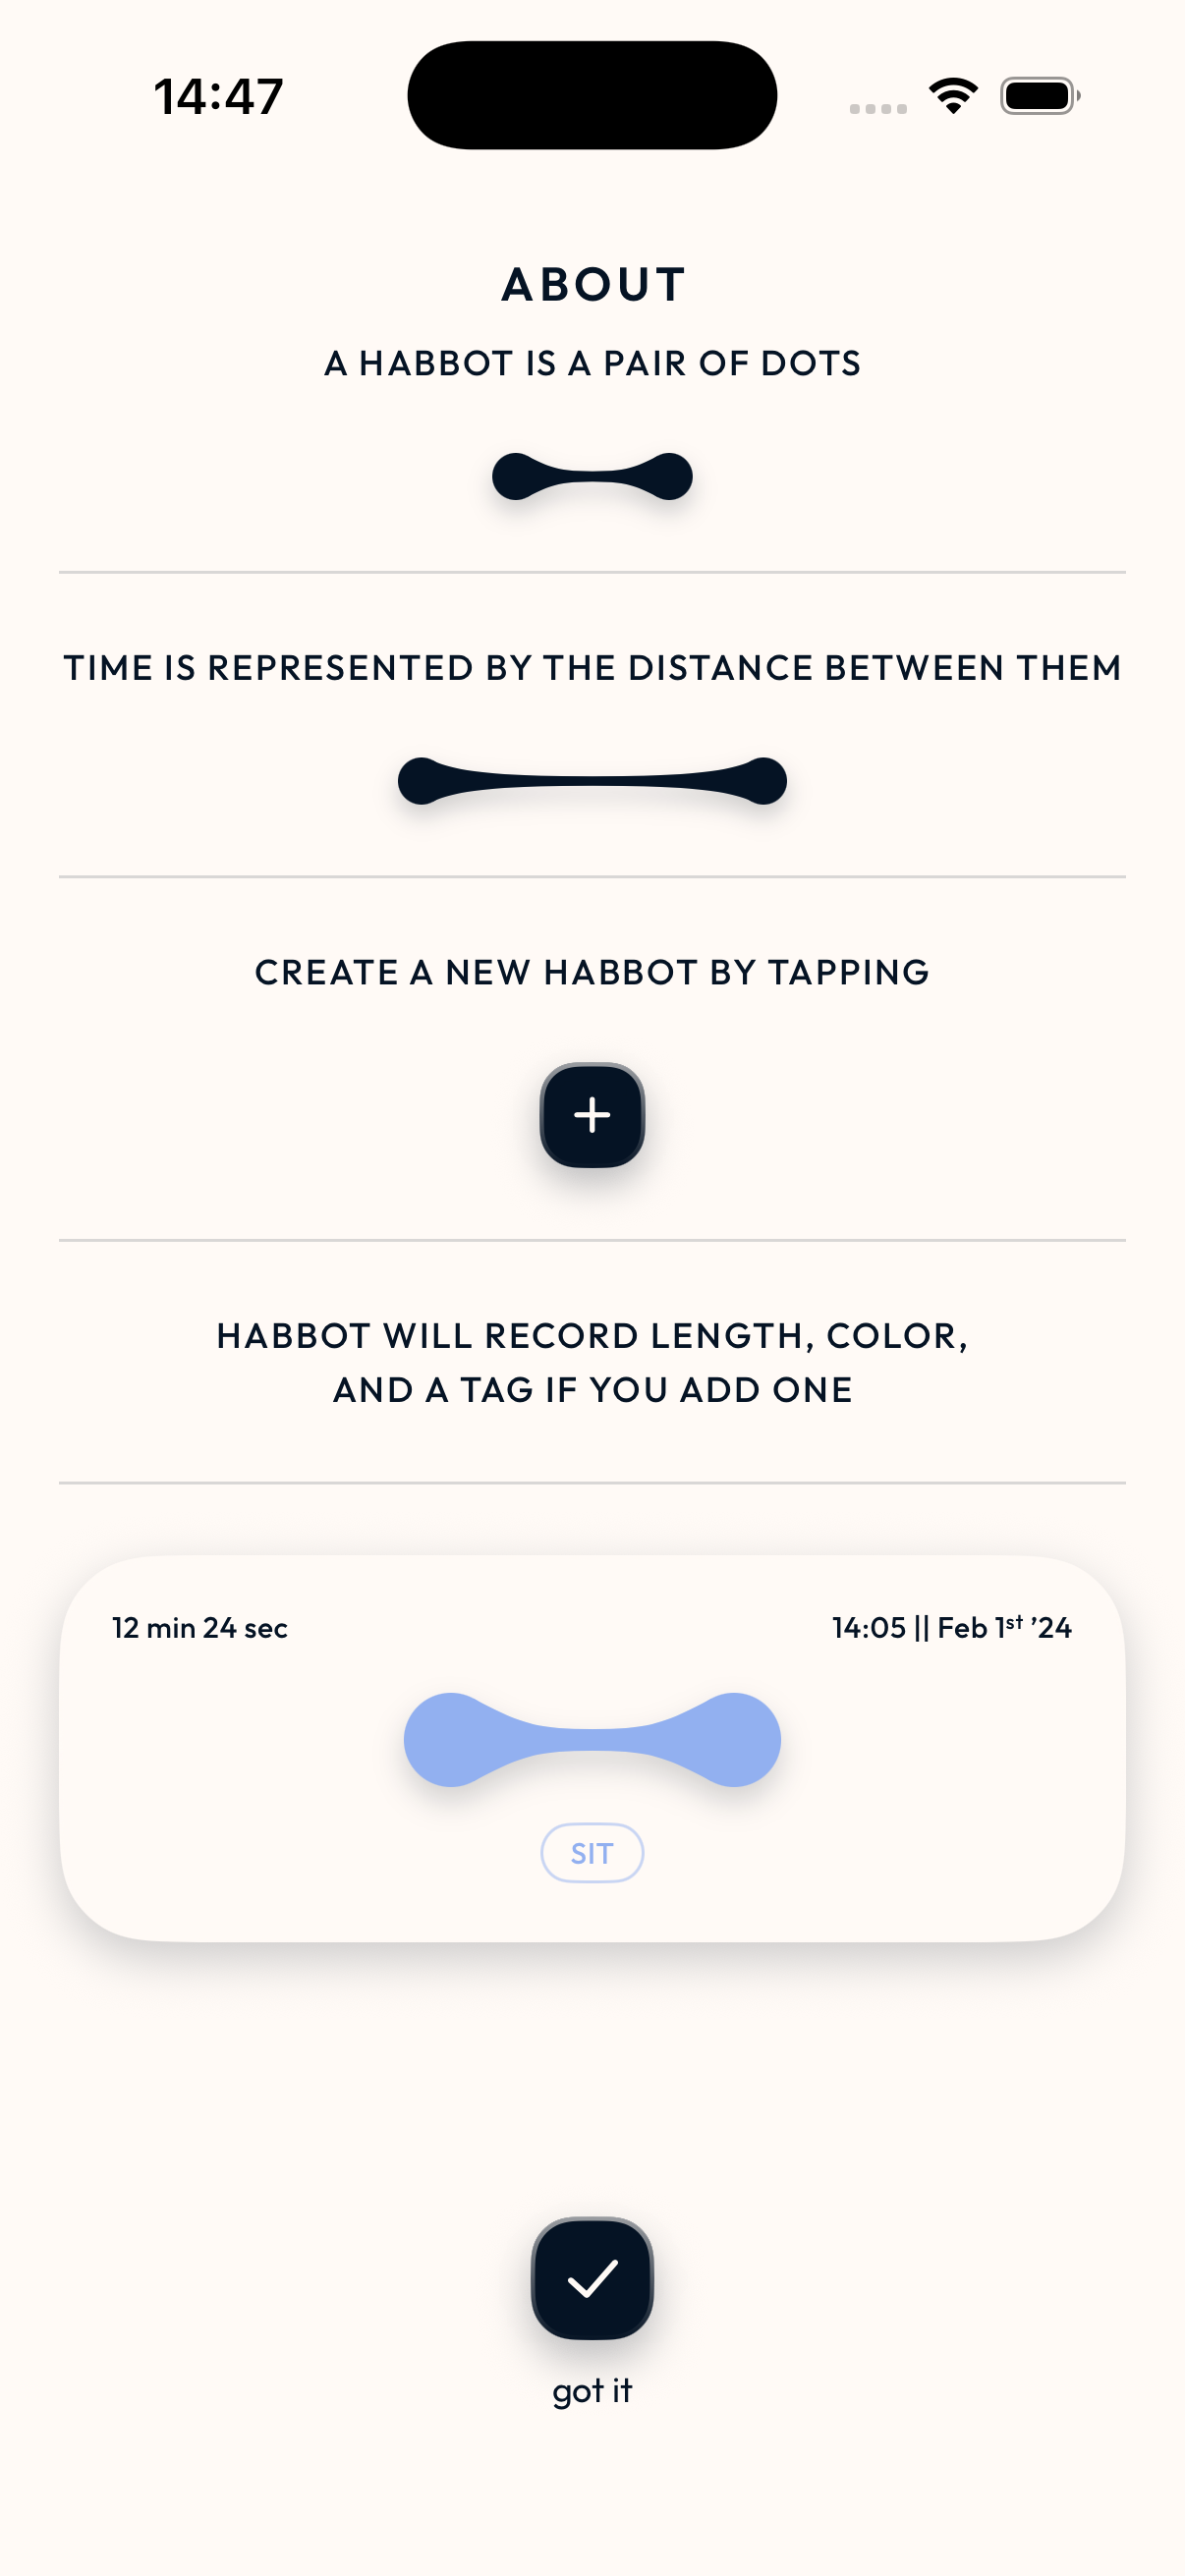 14:47
ABOUT
A HABBOT IS A PAIR OF DOTS
TIME IS REPRESENTED BY THE DISTANCE BETWEEN THEM
CREATE A NEW HABBOT BY TAPPING
HABBOT WILL RECORD LENGTH, COLOR,
AND A TAG IF YOU ADD ONE
12 min 24 sec
14:05 || Feb 1ˢᵗ ’24
SIT
got it